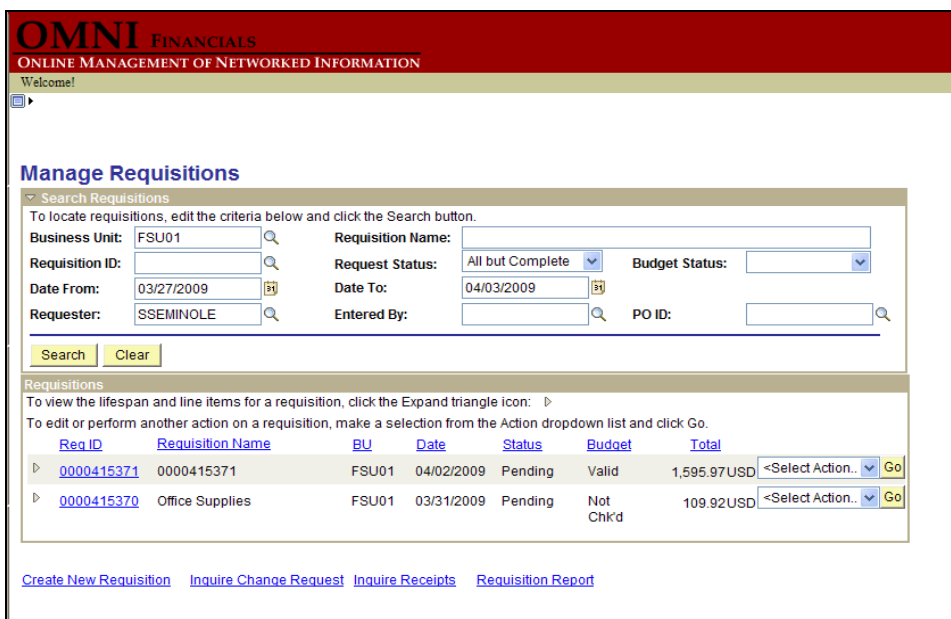 OMNI FINANCIALS
ONLINE MANAGEMENT OF NETWORKED INFORMATION
Welcome!
Manage Requisitions
Search Requisitions
To locate requisitions, edit the criteria below and click the Search button.
Business Unit: FSU01 Requisition Name:
Requisition ID: Request Status: All but Complete Budget Status:
Date From: 03/27/2009 Date To: 04/03/2009
Requester: SSEMINOLE Entered By: PO ID:
Search Clear
Requisitions
To view the lifespan and line items for a requisition, click the Expand triangle icon:
To edit or perform another action on a requisition, make a selection from the Action dropdown list and click Go.
Req ID Requisition Name BU Date Status Budget Total
0000415371 0000415371 FSU01 04/02/2009 Pending Valid 1,595.97 USD <Select Action.. Go
0000415370 Office Supplies FSU01 03/31/2009 Pending Not Chk'd 109.92 USD <Select Action.. Go
Create New Requisition Inquire Change Request Inquire Receipts Requisition Report